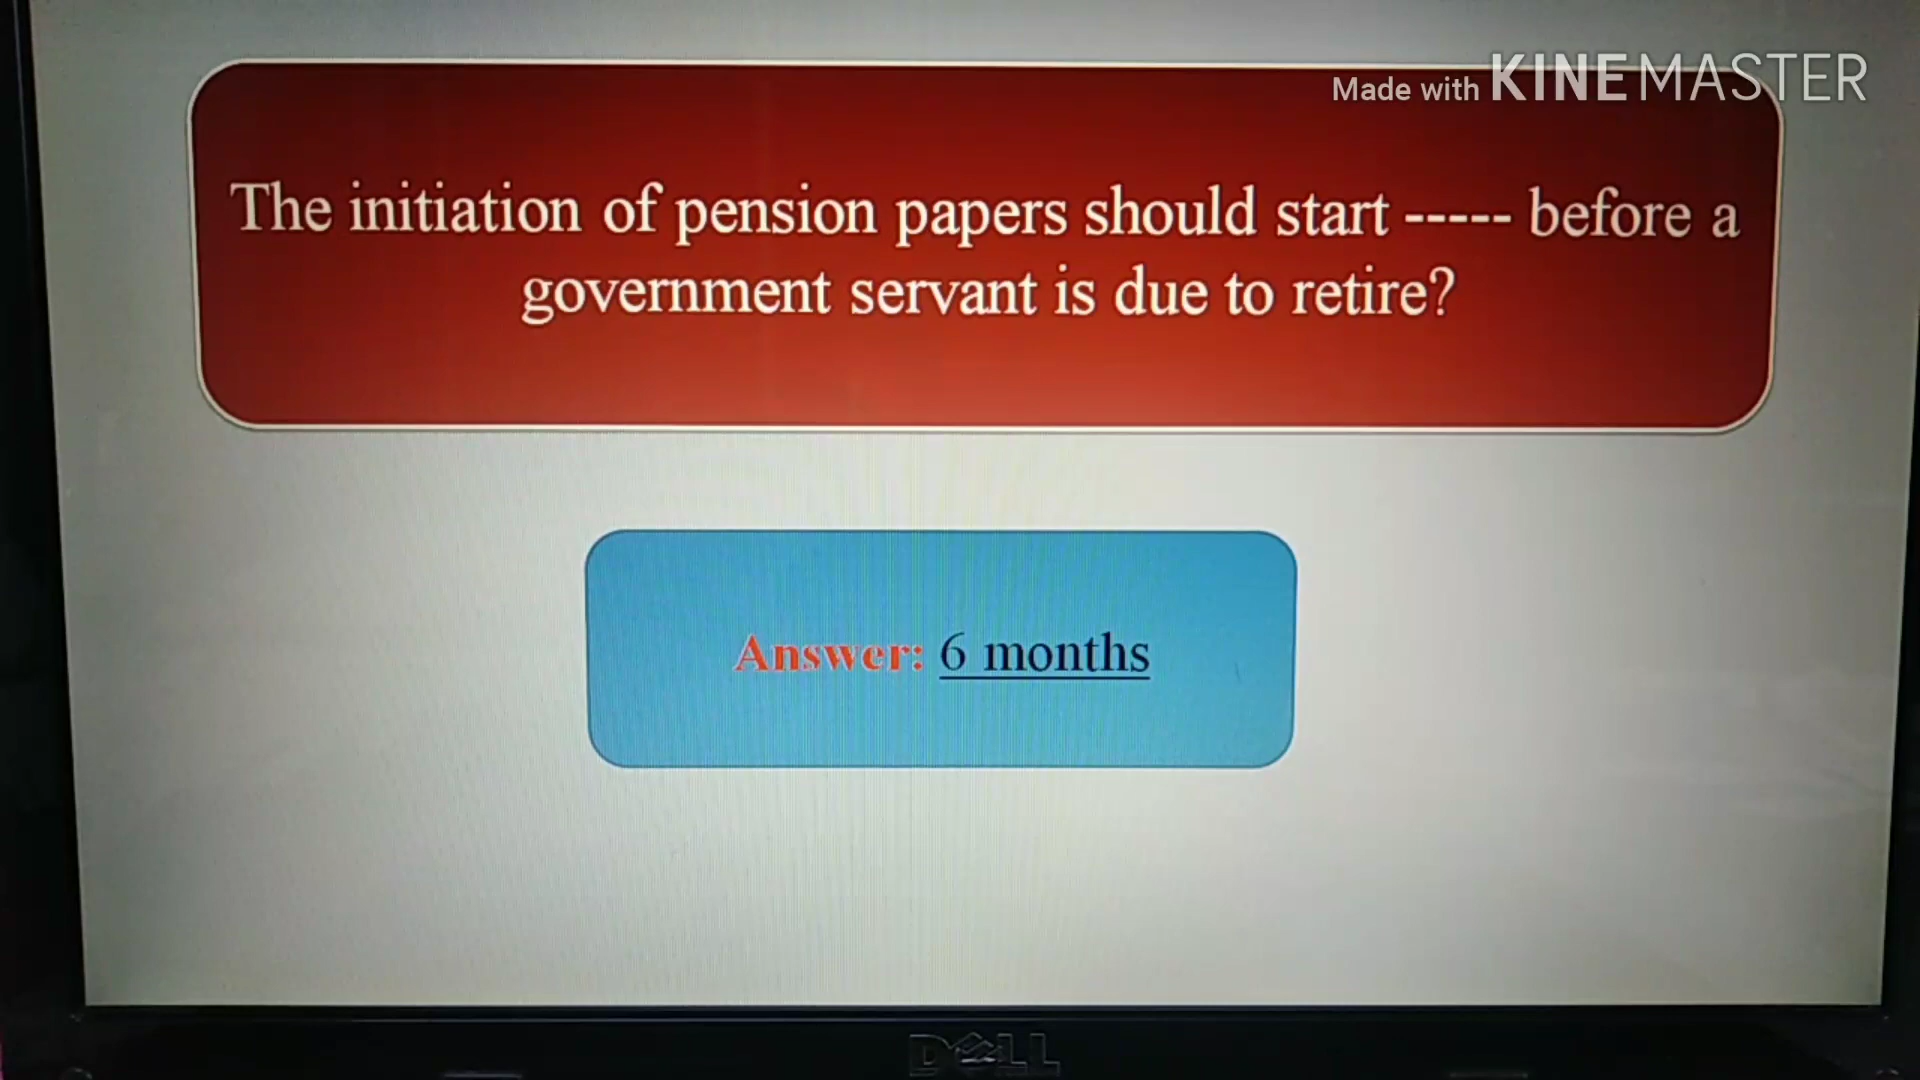 Made with KINEMASTER
The initiation of pension papers should start ----- before a
government servant is due to retire?
Answer: 6 months
DELL